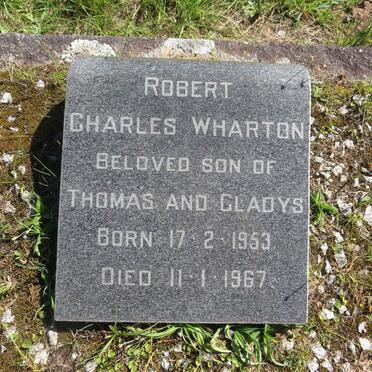 ROBERT
CHARLES WHARTON
BELOVED SON OF
THOMAS AND GLADYS
BORN 17·2·1953
DIED 11·1·1967